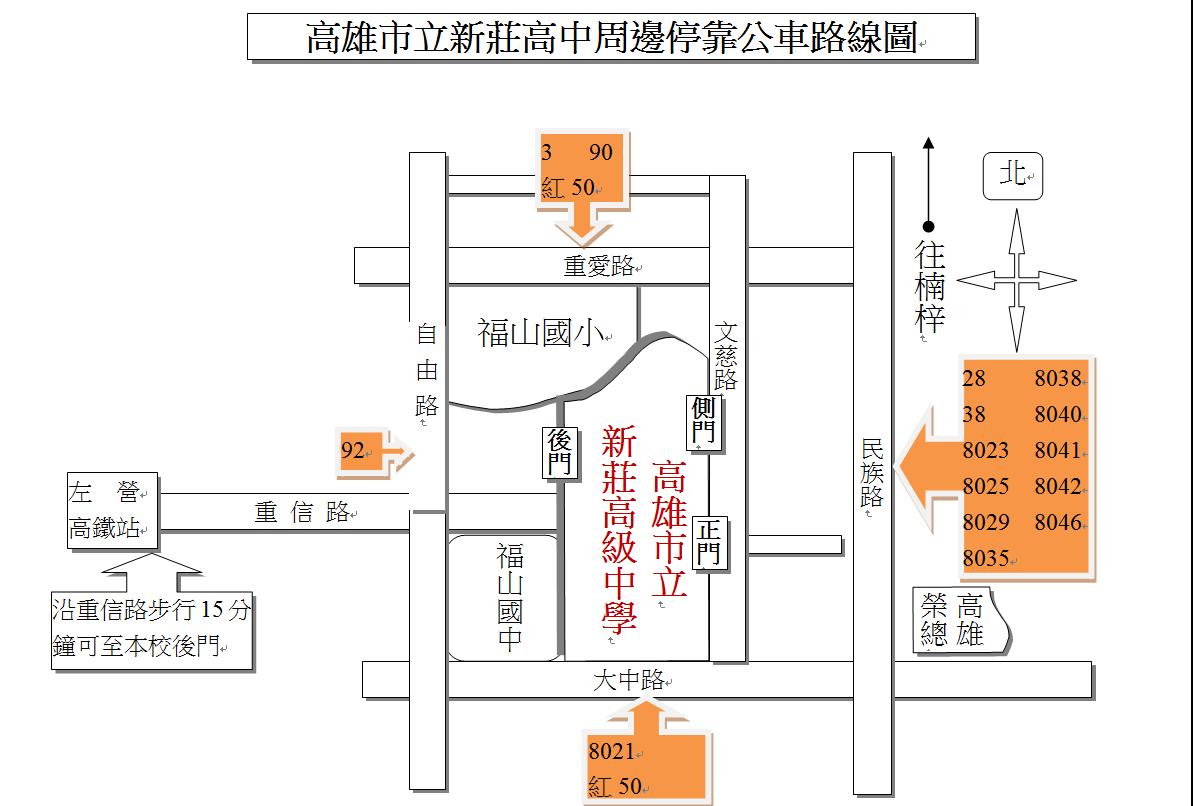 高雄市立新莊高中周邊停靠公車路線圖
3 90
紅 50
北
往楠梓
重愛路
福山國小
自由路
文慈路
側門
後門
92
28 8038
38 8040
8023 8041
8025 8042
8029 8046
8035
民族路
左 營
高鐵站
重 信 路
高雄市立
新莊高級中學
正門
福山國中
沿重信路步行 15 分
鐘可至本校後門
高雄
榮總
大中路
8021
紅 50